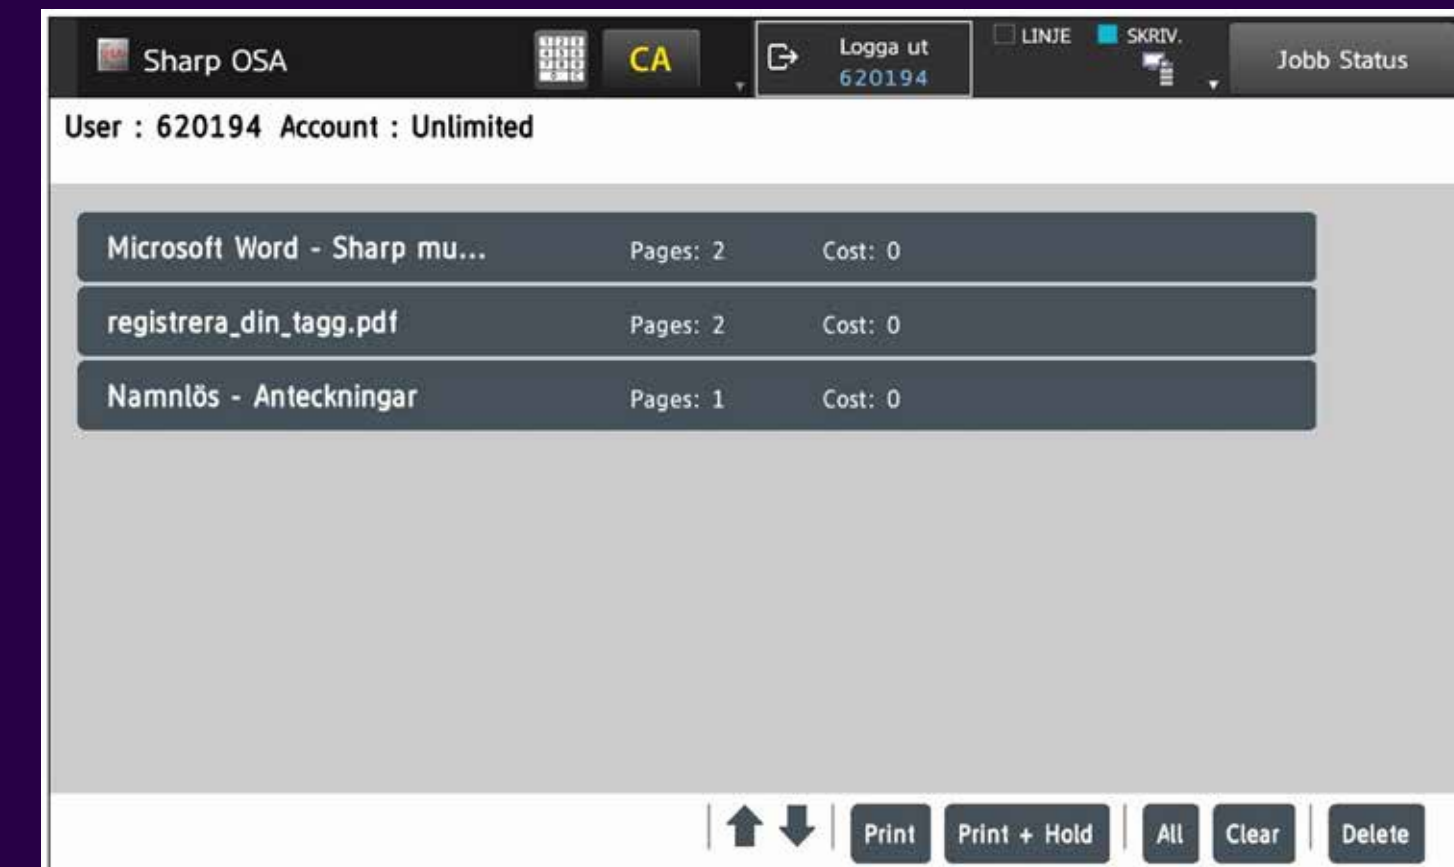 Sharp OSA
CA
Logga ut
620194
LINJE
SKRIV.
Jobb Status
User : 620194 Account : Unlimited
Microsoft Word - Sharp mu... Pages: 2 Cost: 0
registrera_din_tagg.pdf Pages: 2 Cost: 0
Namnlös - Anteckningar Pages: 1 Cost: 0
Print Print + Hold All Clear Delete